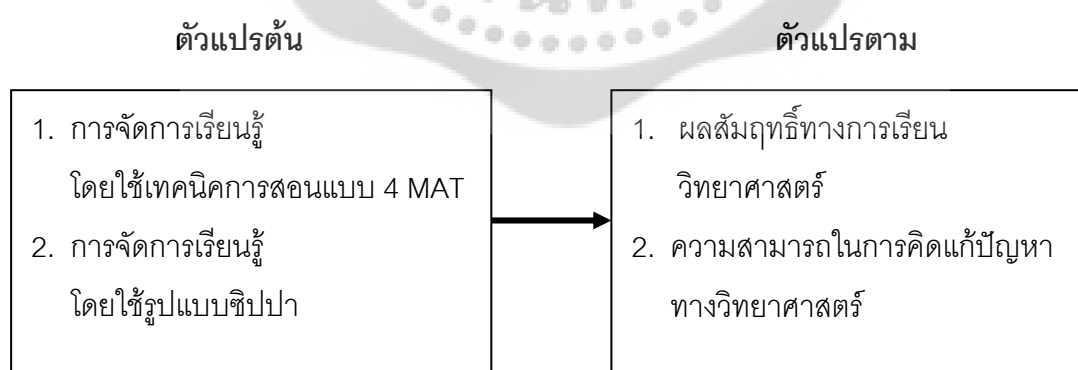 ตัวแปรต้น
ตัวแปรตาม
1. การจัดการเรียนรู้
โดยใช้เทคนิคการสอนแบบ 4 MAT
2. การจัดการเรียนรู้
โดยใช้รูปแบบซิปปา
1. ผลสัมฤทธิ์ทางการเรียน
วิทยาศาสตร์
2. ความสามารถในการคิดแก้ปัญหา
ทางวิทยาศาสตร์